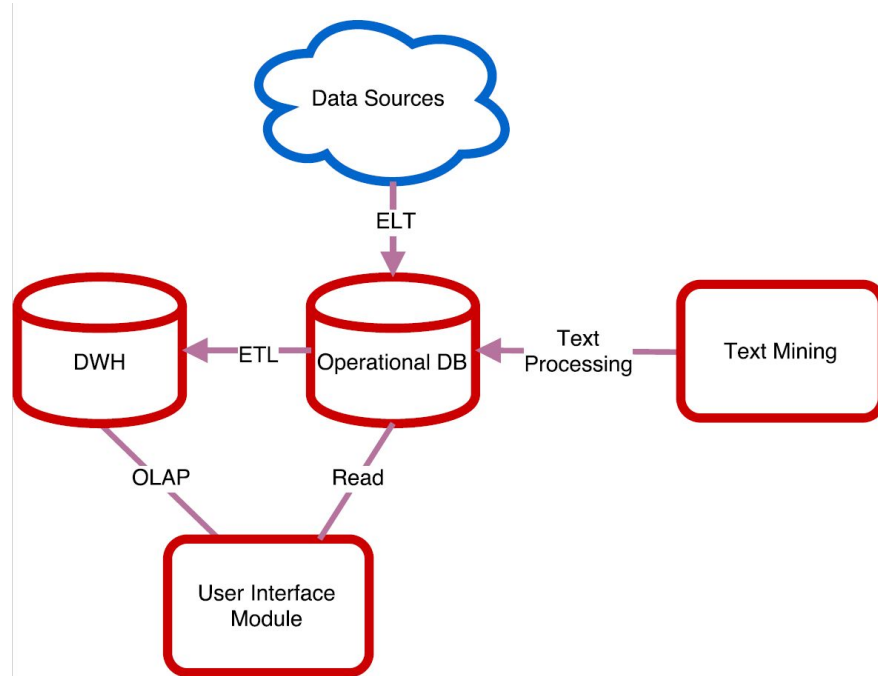 Data Sources
ELT
DWH
ETL
Operational DB
Text
Processing
Text Mining
OLAP
Read
User Interface
Module